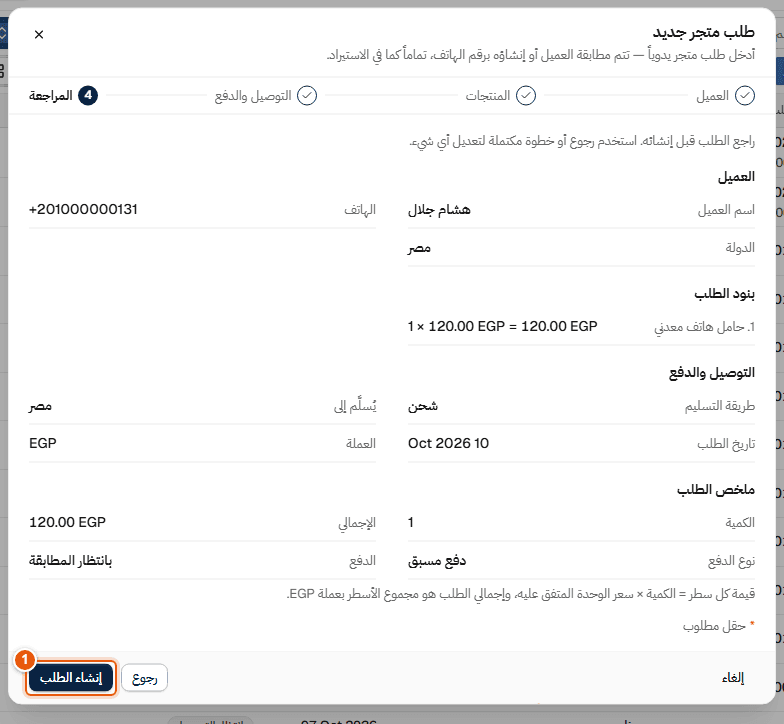 طلب متجر جديد
×
أدخل طلب متجر يدوياً — تتم مطابقة العميل أو إنشاؤه برقم الهاتف، تماماً كما في الاستيراد.
العميل
المنتجات
التوصيل والدفع
4 المراجعة
راجع الطلب قبل إنشائه. استخدم رجوع أو خطوة مكتملة لتعديل أي شيء.
العميل
اسم العميل هشام جلال
الهاتف +201000000131
الدولة مصر
بنود الطلب
1. حامل هاتف معدني 1 × 120.00 EGP = 120.00 EGP
التوصيل والدفع
طريقة التسليم شحن
يُسلَّم إلى مصر
تاريخ الطلب 10 Oct 2026
العملة EGP
ملخص الطلب
الكمية 1
الإجمالي 120.00 EGP
نوع الدفع دفع مسبق
الدفع بانتظار المطابقة
قيمة كل سطر = الكمية × سعر الوحدة المتفق عليه، وإجمالي الطلب هو مجموع الأسطر بعملة EGP.
* حقل مطلوب
إلغاء
رجوع
إنشاء الطلب
1